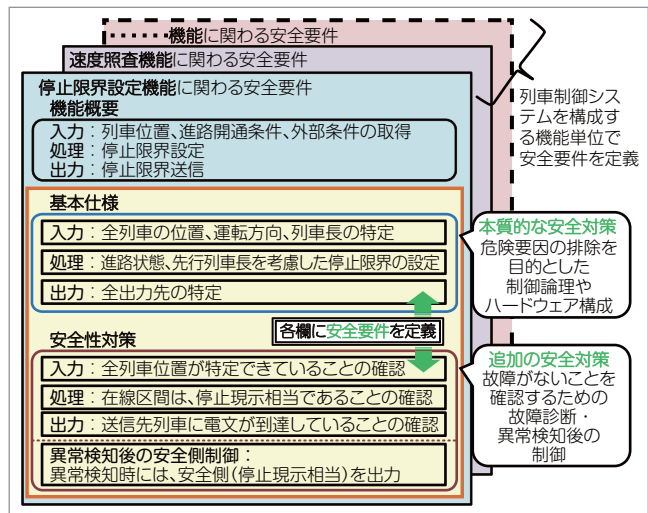 ・・・・・・機能に関わる安全要件
速度照査機能に関わる安全要件
停止限界設定機能に関わる安全要件
機能概要
入力：列車位置、進路開通条件、外部条件の取得
処理：停止限界設定
出力：停止限界送信
基本仕様
入力：全列車の位置、運転方向、列車長の特定
処理：進路状態、先行列車長を考慮した停止限界の設定
出力：全出力先の特定
各欄に安全要件を定義
安全性対策
入力：全列車位置が特定できていることの確認
処理：在線区間は、停止現示相当であることの確認
出力：送信先列車に電文が到達していることの確認
異常検知後の安全側制御：
異常検知時には、安全側（停止現示相当）を出力
列車制御シス
テムを構成す
る機能単位で
安全要件を定義
本質的な安全対策
危険要因の排除を
目的とした
制御論理や
ハードウェア構成
追加の安全対策
故障がないことを
確認するための
故障診断・
異常検知後の
制御